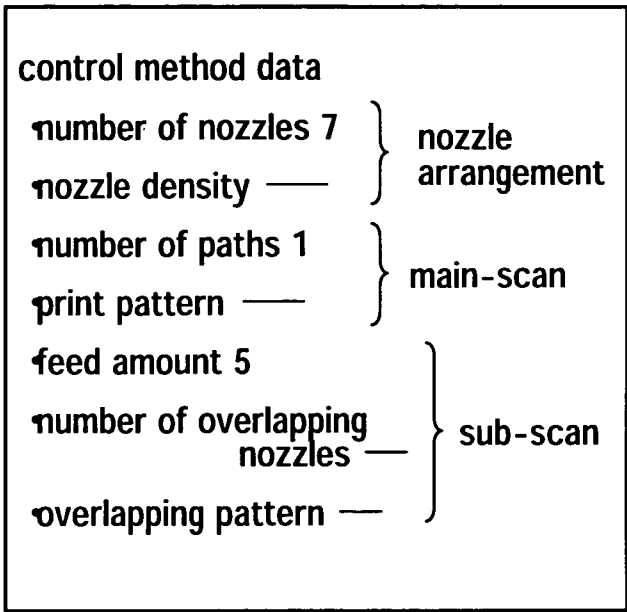 control method data
•number of nozzles 7
•nozzle density —
nozzle
arrangement
•number of paths 1
•print pattern —
main-scan
•feed amount 5
•number of overlapping
nozzles —
•overlapping pattern —
sub-scan